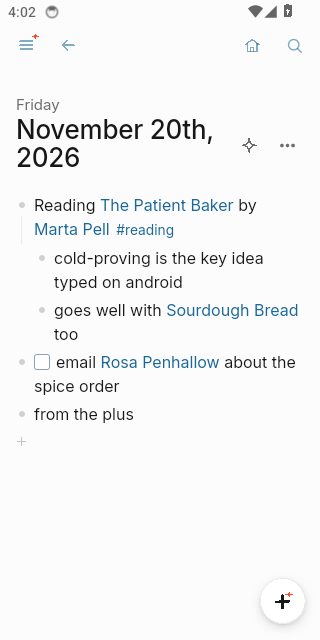 4:02
Friday
November 20th,
2026
Reading The Patient Baker by
Marta Pell #reading
cold-proving is the key idea
typed on android
goes well with Sourdough Bread
too
email Rosa Penhallow about the
spice order
from the plus